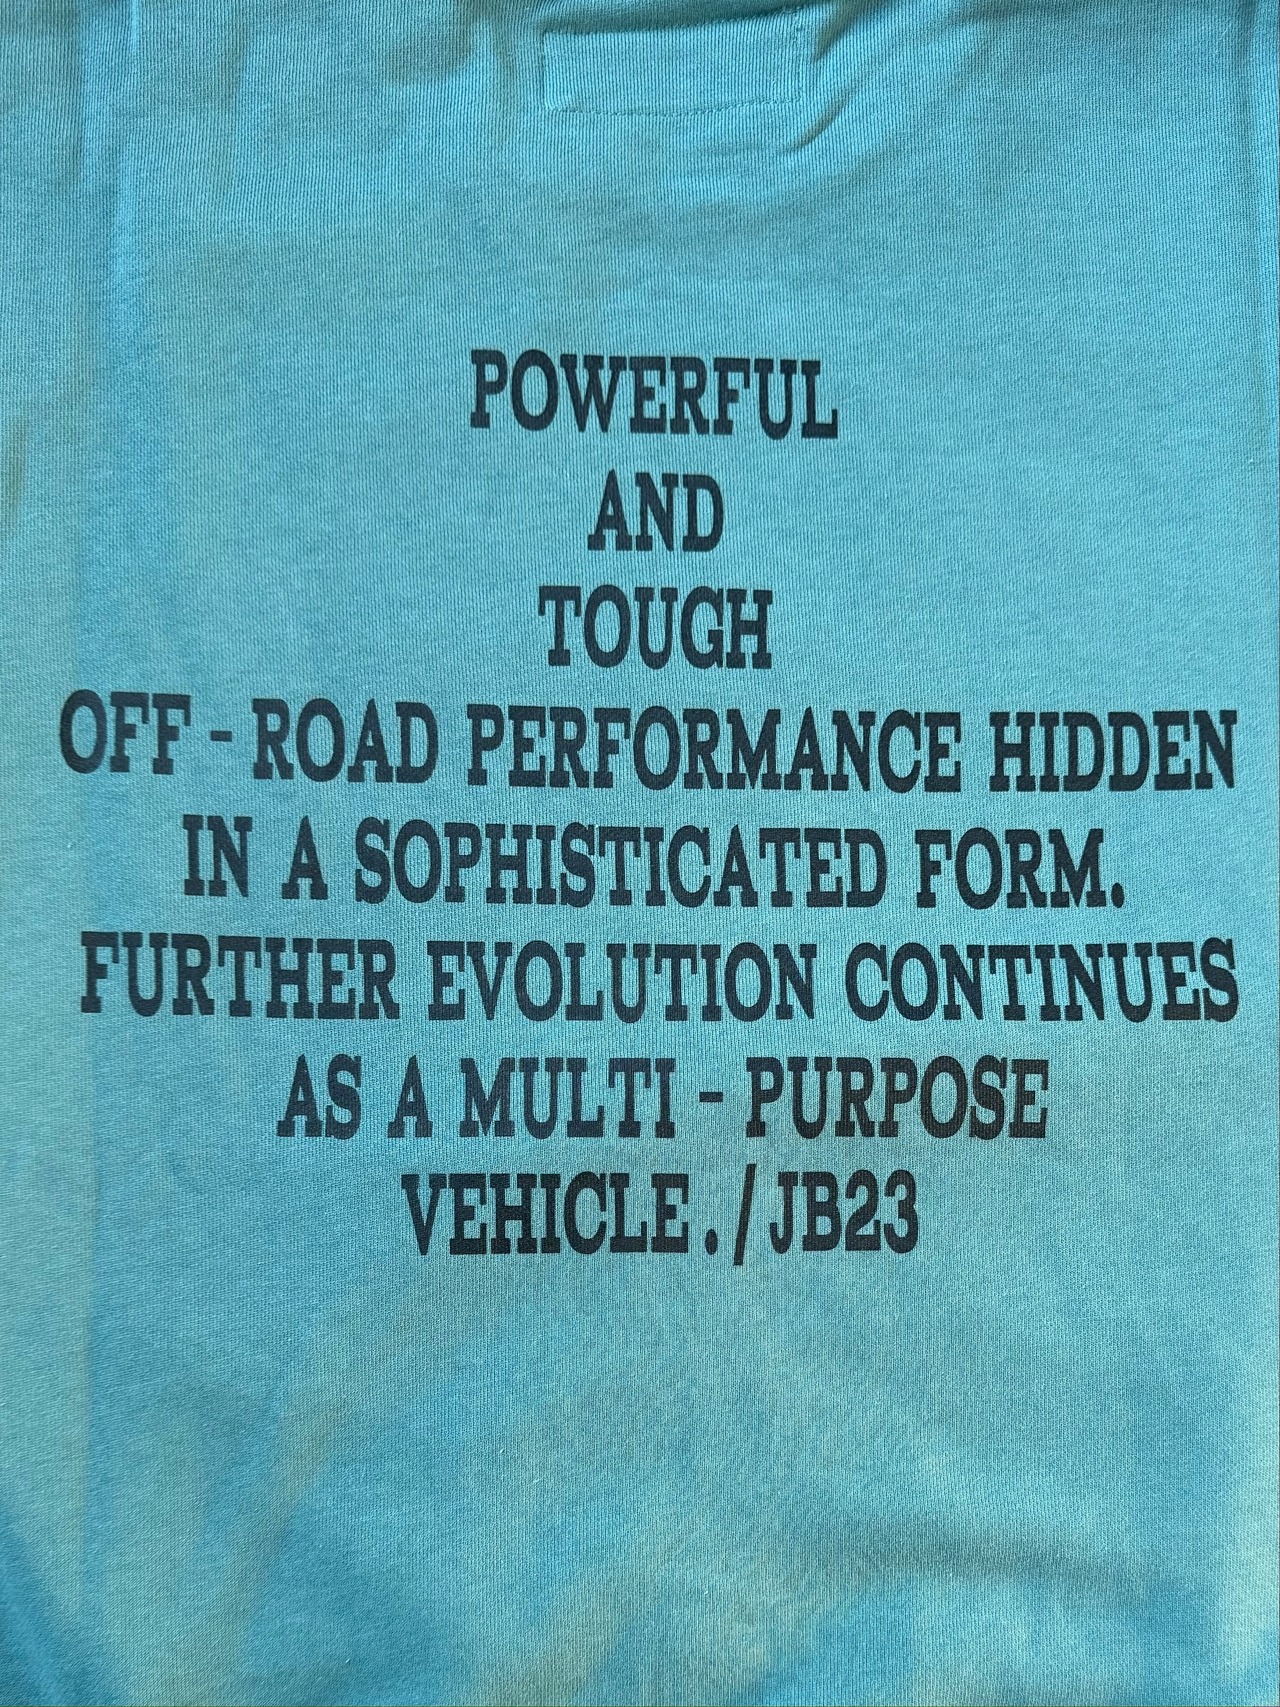 POWERFUL
AND
TOUGH
OFF - ROAD PERFORMANCE HIDDEN
IN A SOPHISTICATED FORM.
FURTHER EVOLUTION CONTINUES
AS A MULTI - PURPOSE
VEHICLE. / JB23